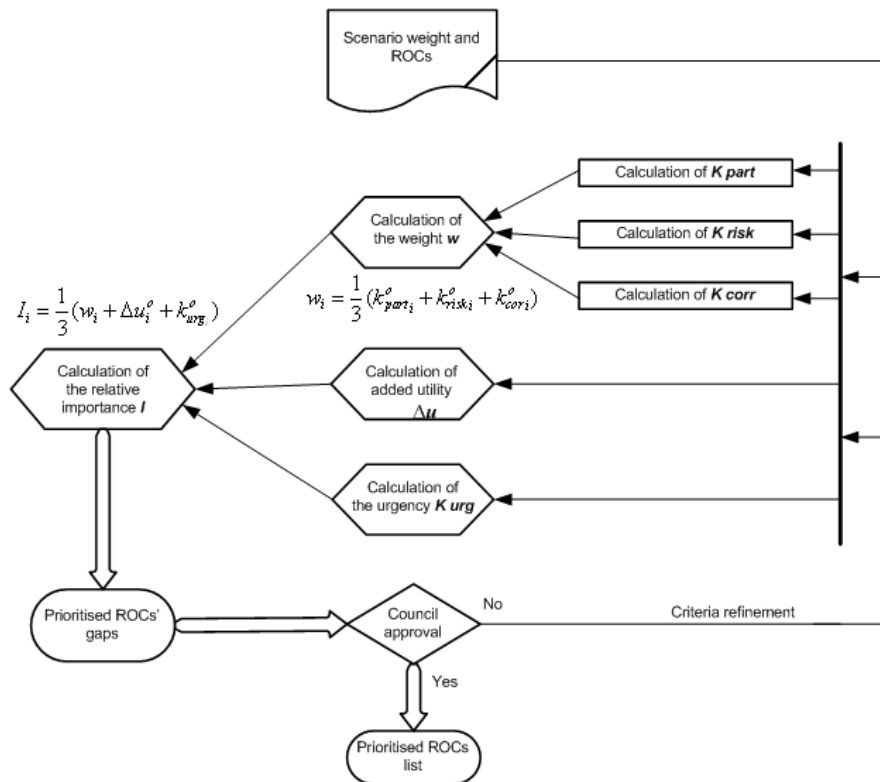 Scenario weight and
ROCs
Calculation of K part
Calculation of
the weight w
Calculation of K risk
Calculation of K corr
I_i = 1/3 (w_i + Δu_i^o + k_urg^o)
w_i = 1/3 (k_part_i^o + k_risk_i^o + k_cor_i^o)
Calculation of
the relative
importance I
Calculation of
added utility
Δu
Calculation of
the urgency K urg
Prioritised ROCs'
gaps
Council
approval
No
Criteria refinement
Yes
Prioritised ROCs
list